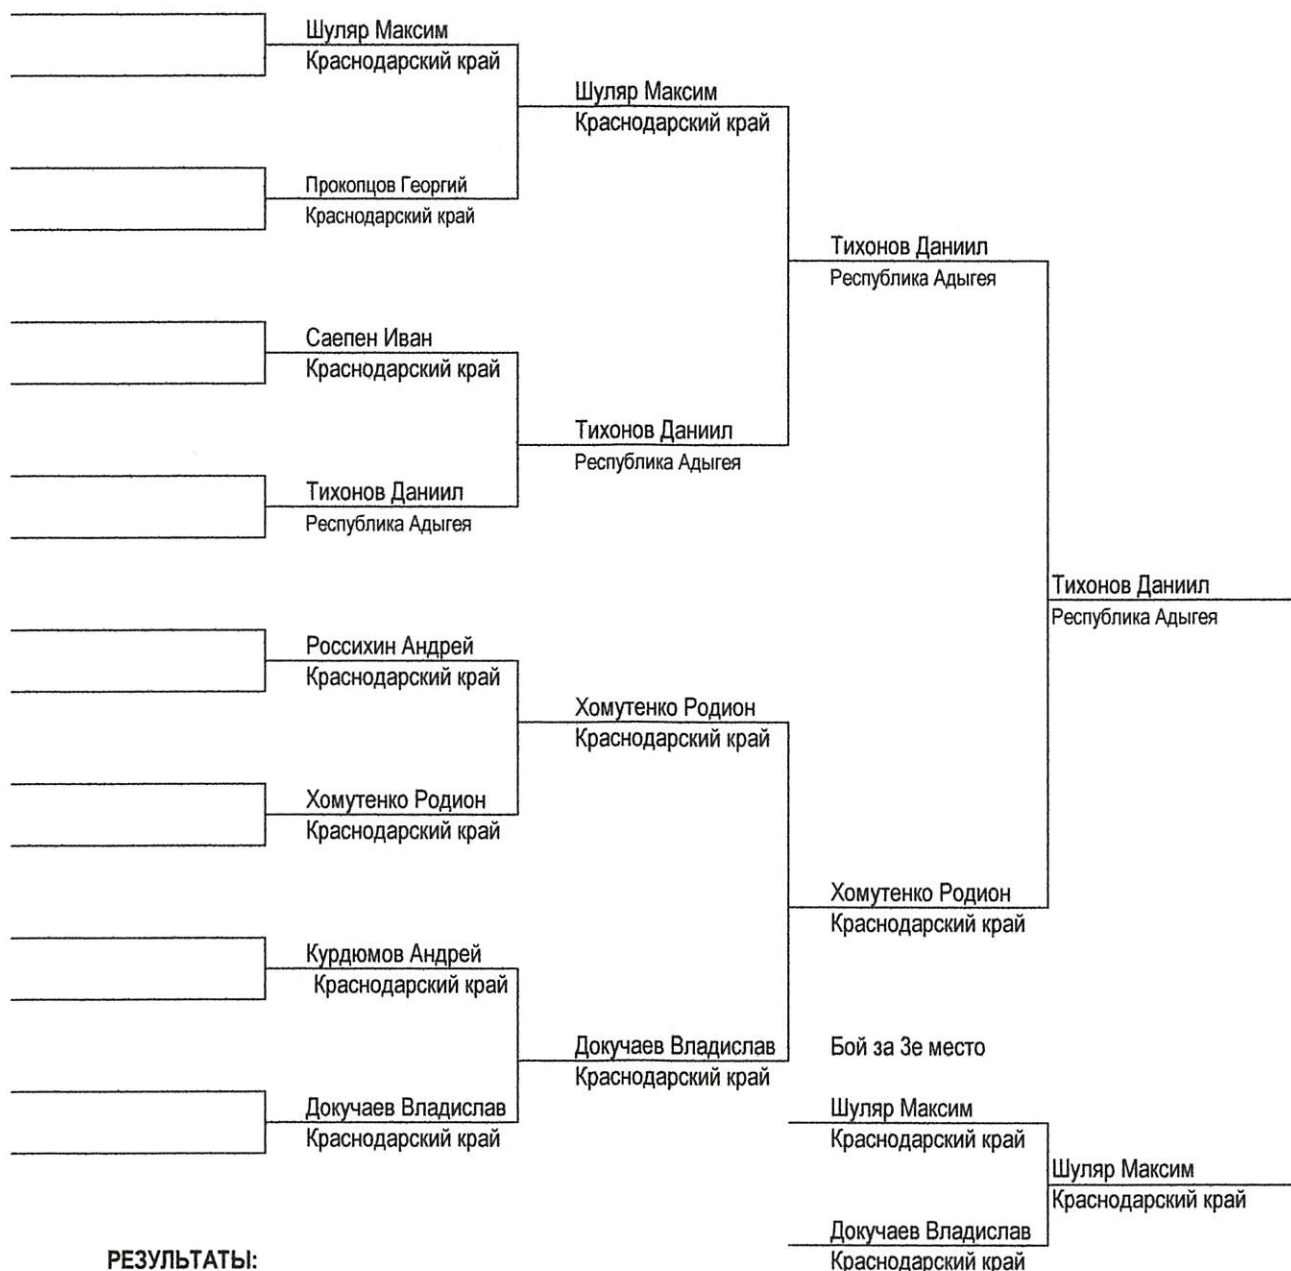 Шуляр Максим
Краснодарский край
Шуляр Максим
Краснодарский край
Прокопцов Георгий
Краснодарский край
Тихонов Даниил
Республика Адыгея
Саепен Иван
Краснодарский край
Тихонов Даниил
Республика Адыгея
Тихонов Даниил
Республика Адыгея
Тихонов Даниил
Республика Адыгея
Россихин Андрей
Краснодарский край
Хомутенко Родион
Краснодарский край
Хомутенко Родион
Краснодарский край
Хомутенко Родион
Краснодарский край
Курдюмов Андрей
Краснодарский край
Докучаев Владислав
Краснодарский край
Бой за 3е место
Докучаев Владислав
Краснодарский край
Шуляр Максим
Краснодарский край
Шуляр Максим
Краснодарский край
Докучаев Владислав
Краснодарский край
РЕЗУЛЬТАТЫ: